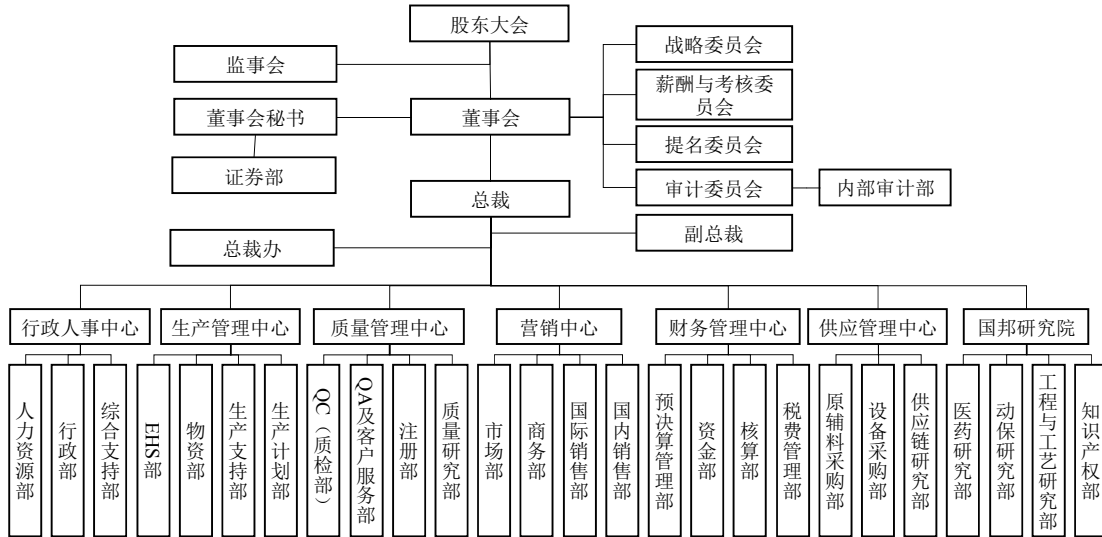 股东大会
战略委员会
监事会
薪酬与考核委
员会
董事会秘书
董事会
提名委员会
证券部
审计委员会
内部审计部
总裁
副总裁
总裁办
行政人事中心
生产管理中心
质量管理中心
营销中心
财务管理中心
供应管理中心
国邦研究院
人力资源部
行政部
综合支持部
EHS部
物资部
生产支持部
生产计划部
QC（质检部）
QA及客户服务部
注册部
质量研究部
市场部
商务部
国际销售部
国内销售部
预决算管理部
资金部
核算部
税费管理部
原辅料采购部
设备采购部
供应链研究部
医药研究部
动保研究部
工程与工艺研究部
知识产权部